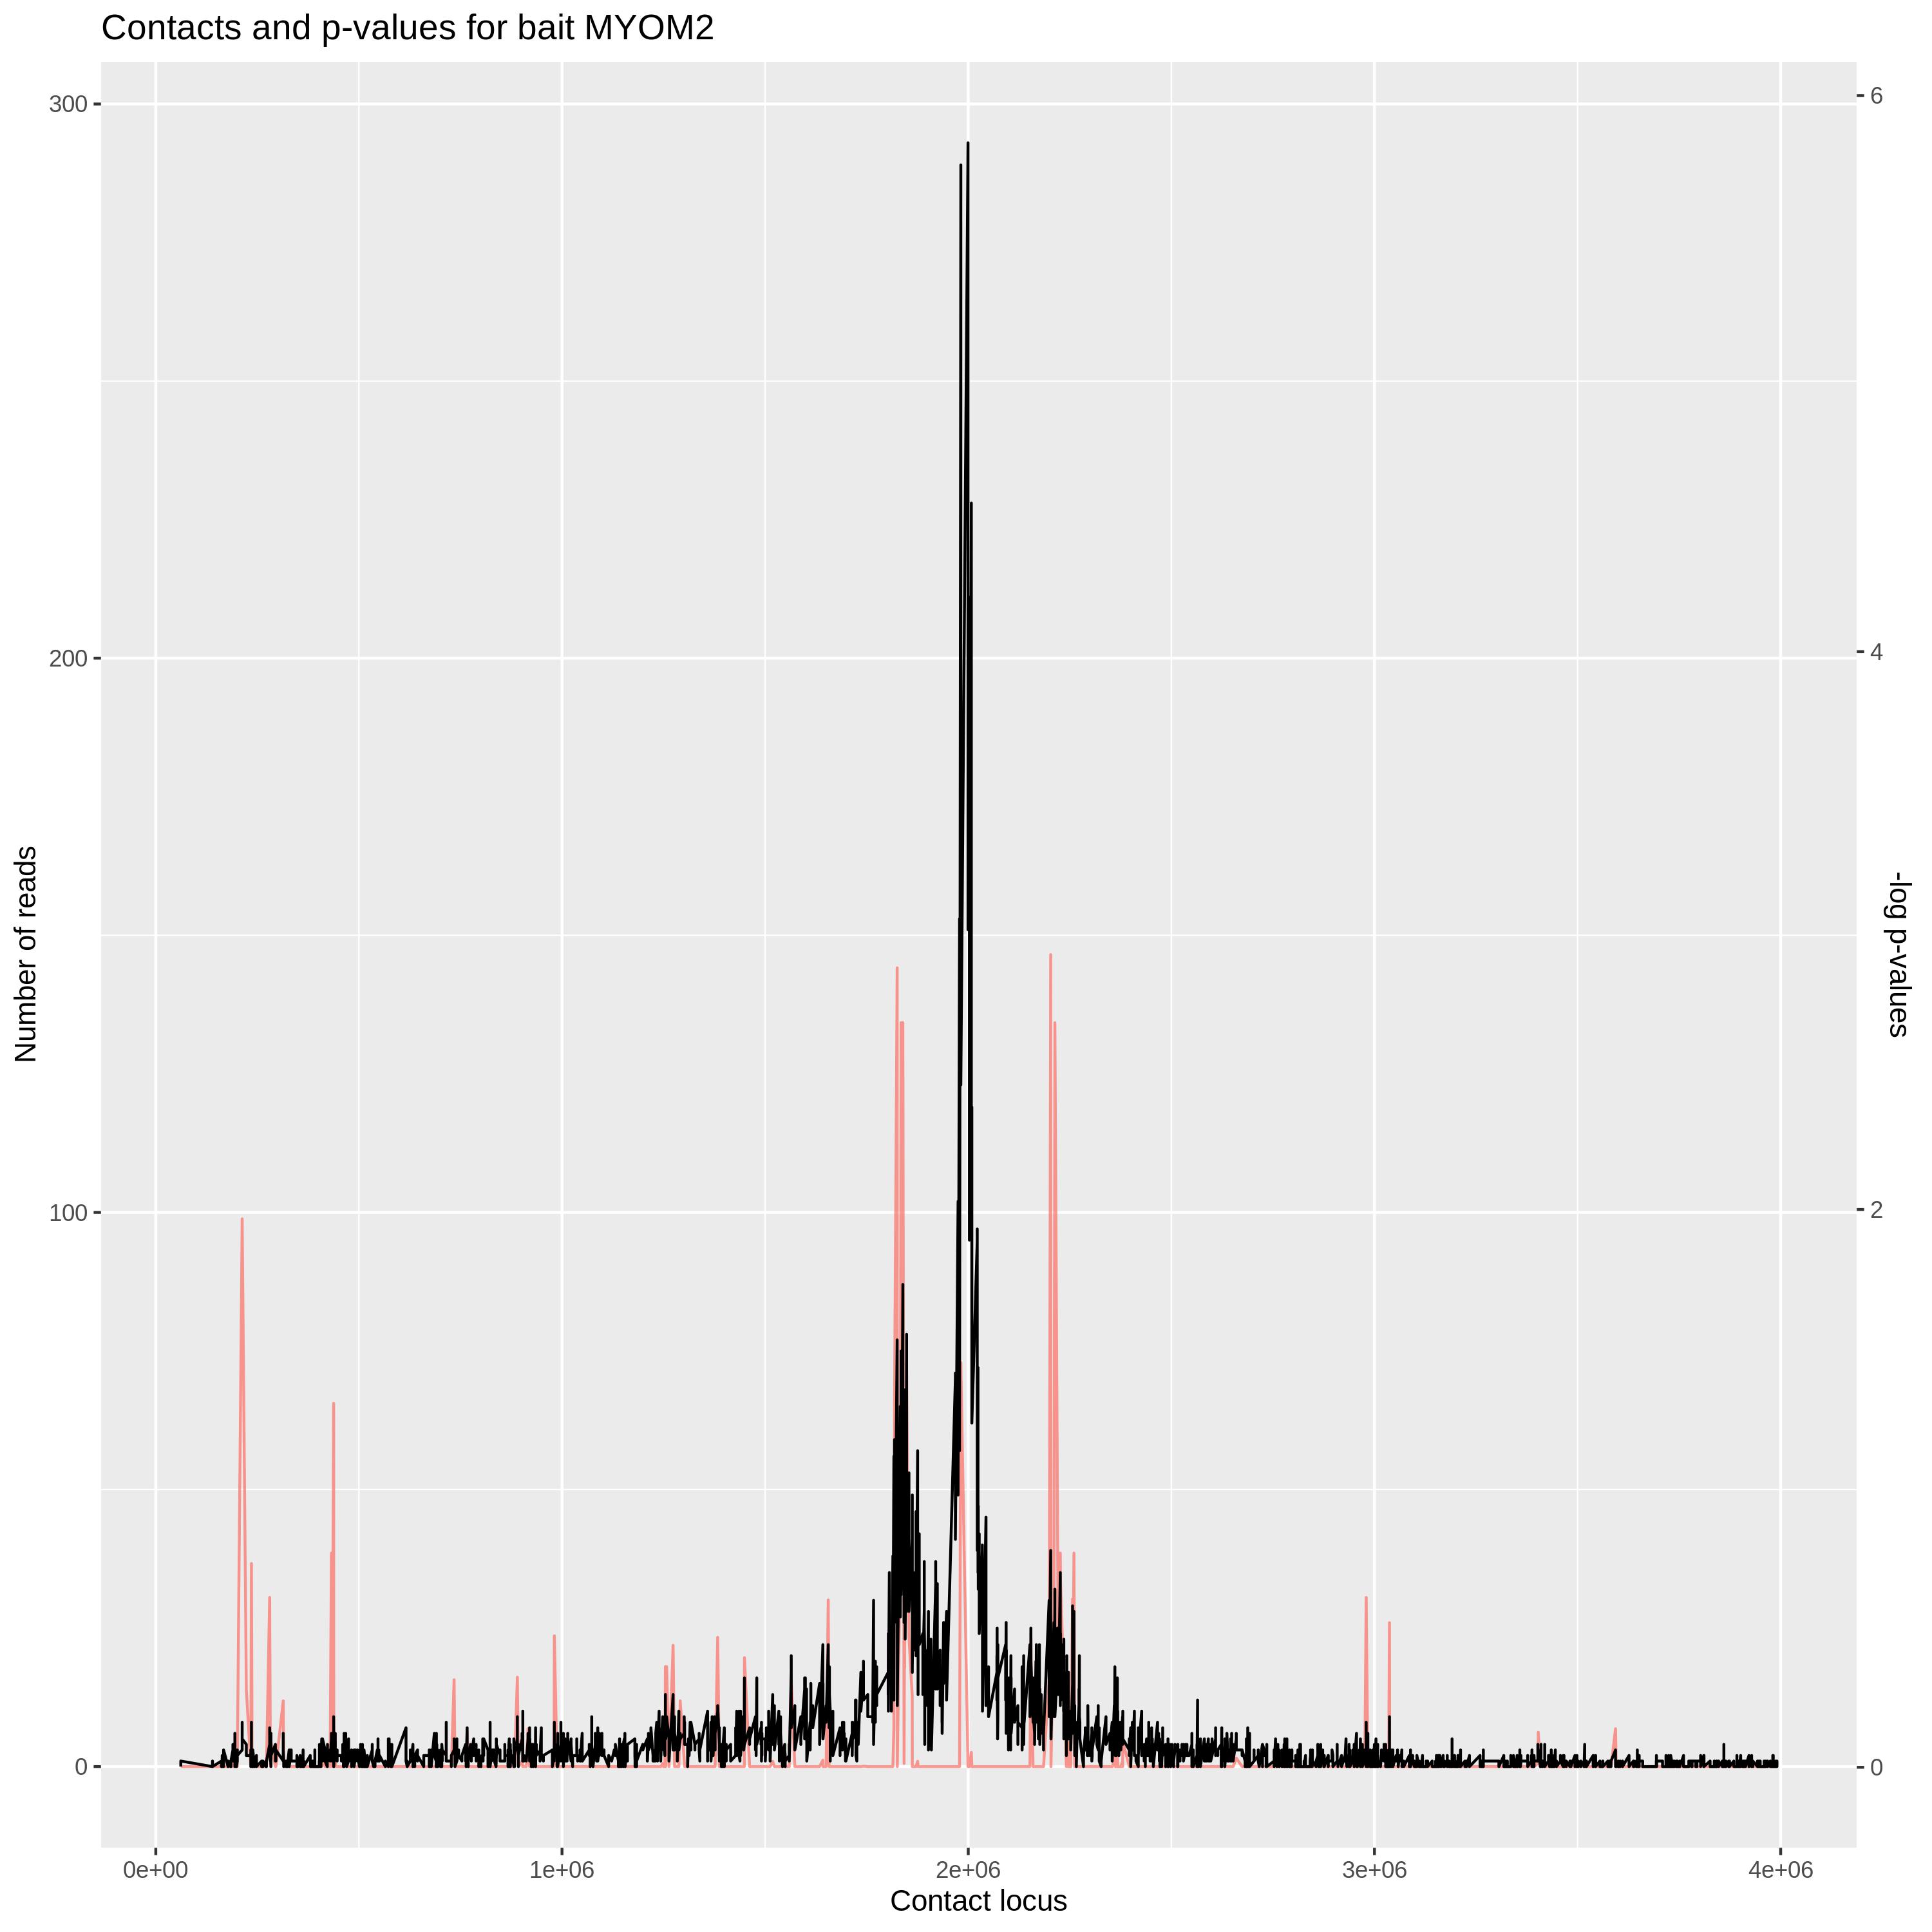 Contacts and p-values for bait MYOM2
300
200
100
0
Number of reads
6
4
2
0
-log p-values
0e+00
1e+06
2e+06
3e+06
4e+06
Contact locus